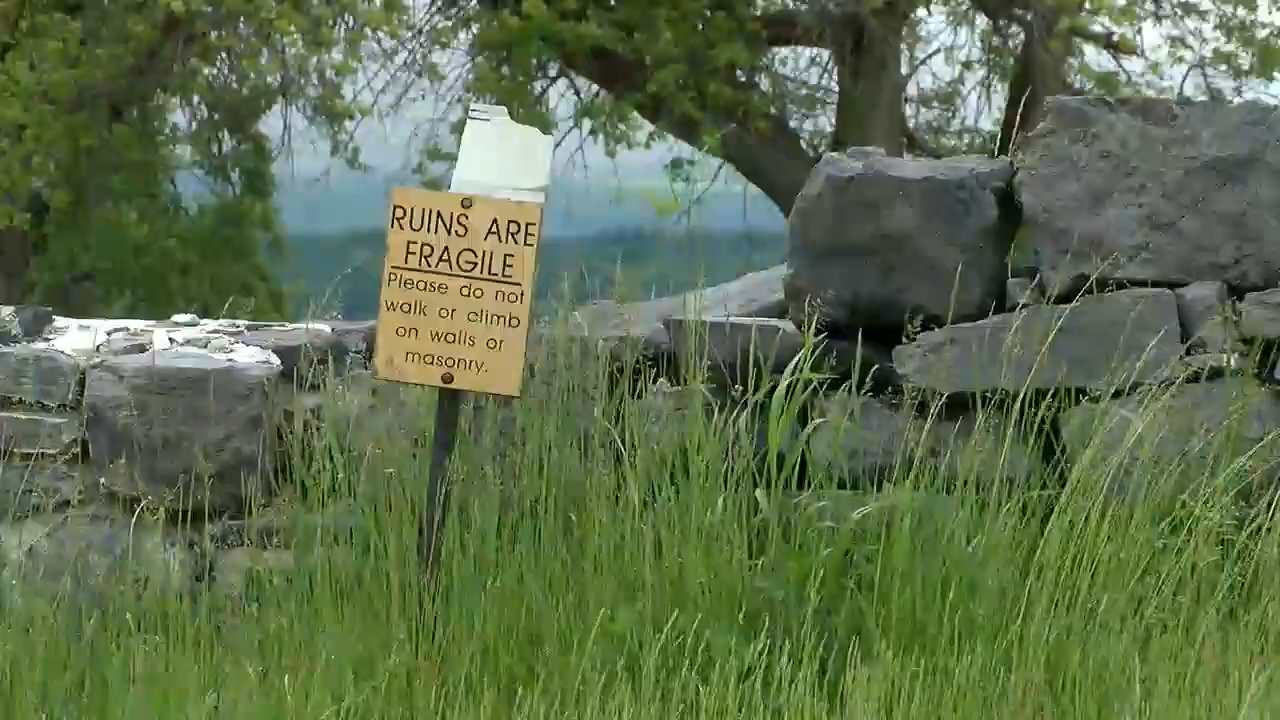 RUINS ARE
FRAGILE
Please do not
walk or climb
on walls or
masonry.